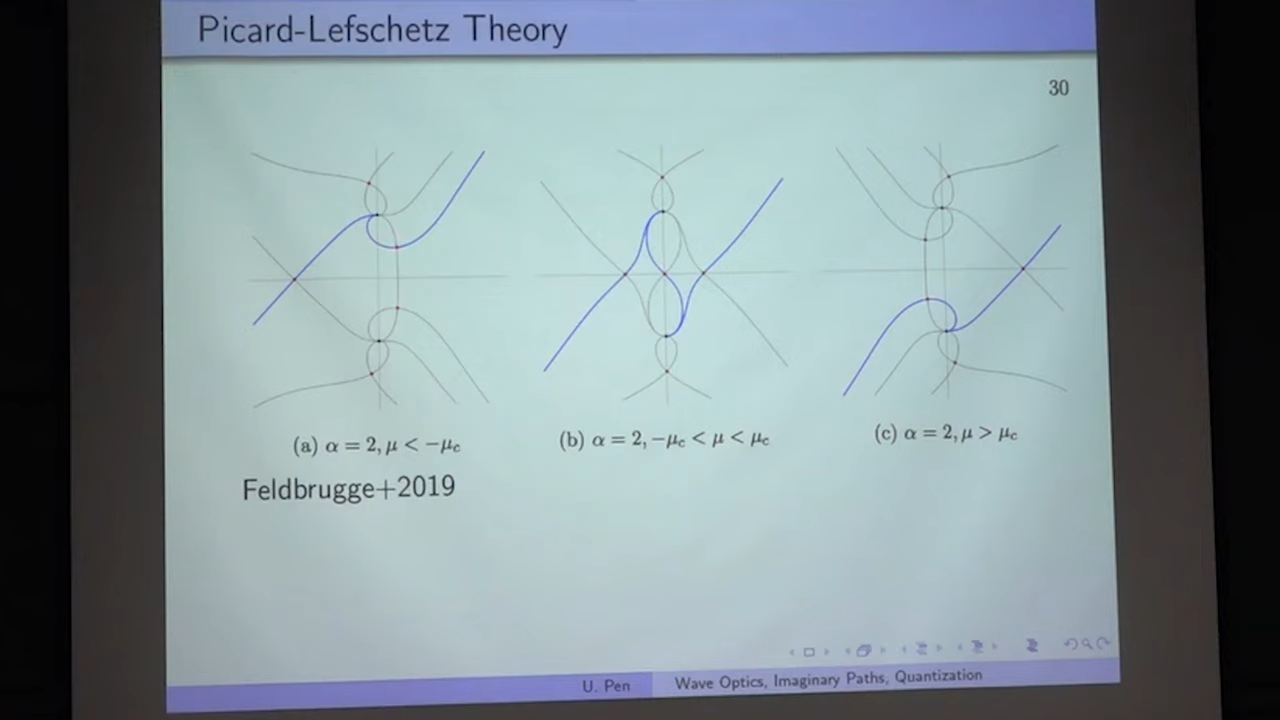 Picard-Lefschetz Theory
30
(a) α = 2, μ < −μc
(b) α = 2, −μc < μ < μc
(c) α = 2, μ > μc
Feldbrugge+2019
U. Pen
Wave Optics, Imaginary Paths, Quantization